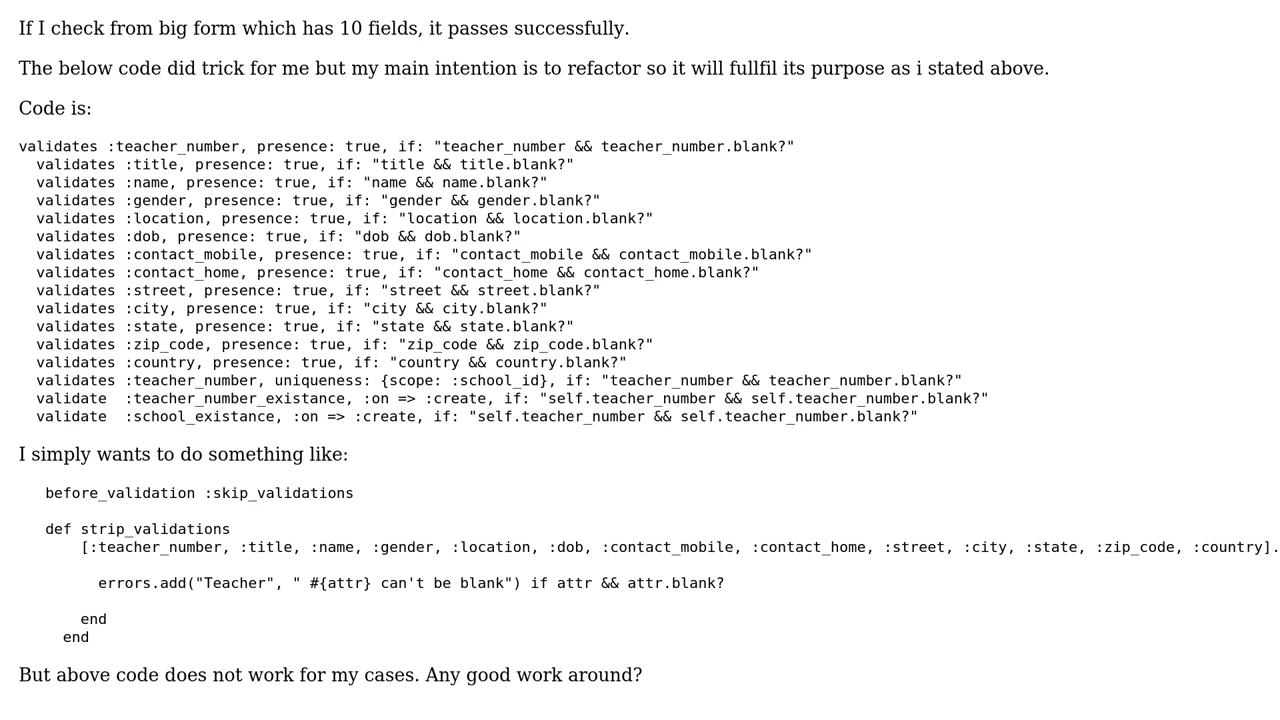 If I check from big form which has 10 fields, it passes successfully.
The below code did trick for me but my main intention is to refactor so it will fullfil its purpose as i stated above.
Code is:
validates :teacher_number, presence: true, if: "teacher_number && teacher_number.blank?"
  validates :title, presence: true, if: "title && title.blank?"
  validates :name, presence: true, if: "name && name.blank?"
  validates :gender, presence: true, if: "gender && gender.blank?"
  validates :location, presence: true, if: "location && location.blank?"
  validates :dob, presence: true, if: "dob && dob.blank?"
  validates :contact_mobile, presence: true, if: "contact_mobile && contact_mobile.blank?"
  validates :contact_home, presence: true, if: "contact_home && contact_home.blank?"
  validates :street, presence: true, if: "street && street.blank?"
  validates :city, presence: true, if: "city && city.blank?"
  validates :state, presence: true, if: "state && state.blank?"
  validates :zip_code, presence: true, if: "zip_code && zip_code.blank?"
  validates :country, presence: true, if: "country && country.blank?"
  validates :teacher_number, uniqueness: {scope: :school_id}, if: "teacher_number && teacher_number.blank?"
  validate  :teacher_number_existance, :on => :create, if: "self.teacher_number && self.teacher_number.blank?"
  validate  :school_existance, :on => :create, if: "self.teacher_number && self.teacher_number.blank?"
I simply wants to do something like:
   before_validation :skip_validations
   def strip_validations
       [:teacher_number, :title, :name, :gender, :location, :dob, :contact_mobile, :contact_home, :street, :city, :state, :zip_code, :country].
         errors.add("Teacher", " #{attr} can't be blank") if attr && attr.blank?
       end
     end
But above code does not work for my cases. Any good work around?